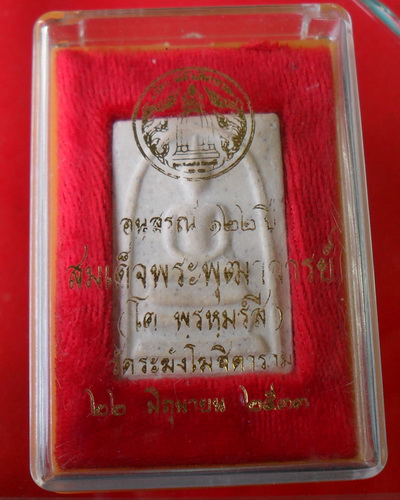 อนุสรณ์ ๑๒๒ ปี
สมเด็จพระพุฒาจารย์
(โต พรหมรังสี)
วัดระฆังโฆสิตาราม
๒๒ มิถุนายน ๒๕๓๗